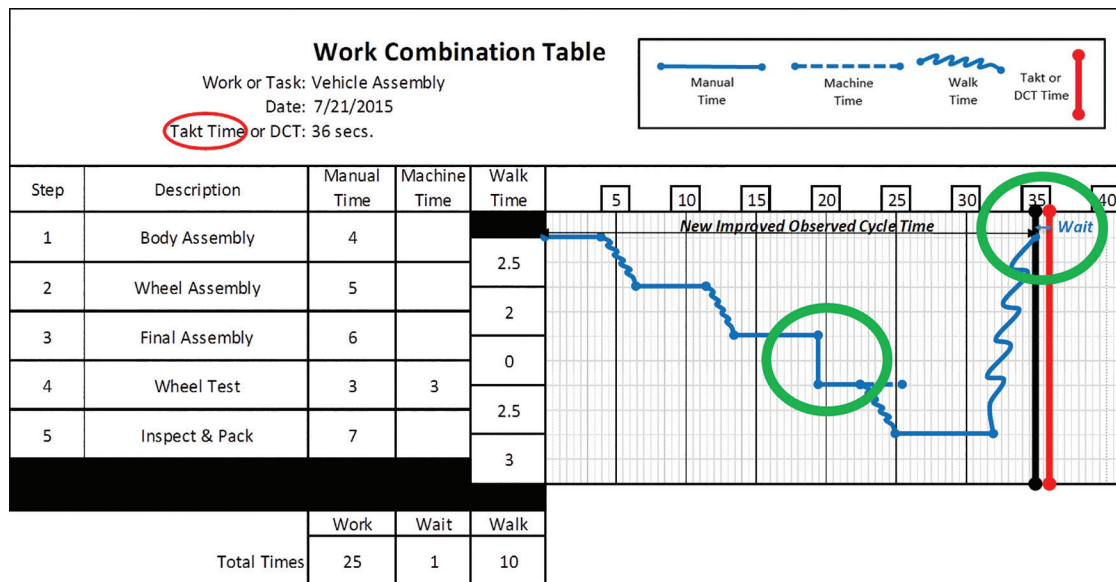 Work Combination Table
Work or Task: Vehicle Assembly
Date: 7/21/2015
Takt Time or DCT: 36 secs.
Manual Time
Machine Time
Walk Time
Takt or DCT Time
Step Description Manual Time Machine Time Walk Time
5 10 15 20 25 30 35 40
New Improved Observed Cycle Time
Wait
1 Body Assembly 4
2.5
2 Wheel Assembly 5
2
3 Final Assembly 6
0
4 Wheel Test 3 3
2.5
5 Inspect & Pack 7
3
Work Wait Walk
Total Times 25 1 10